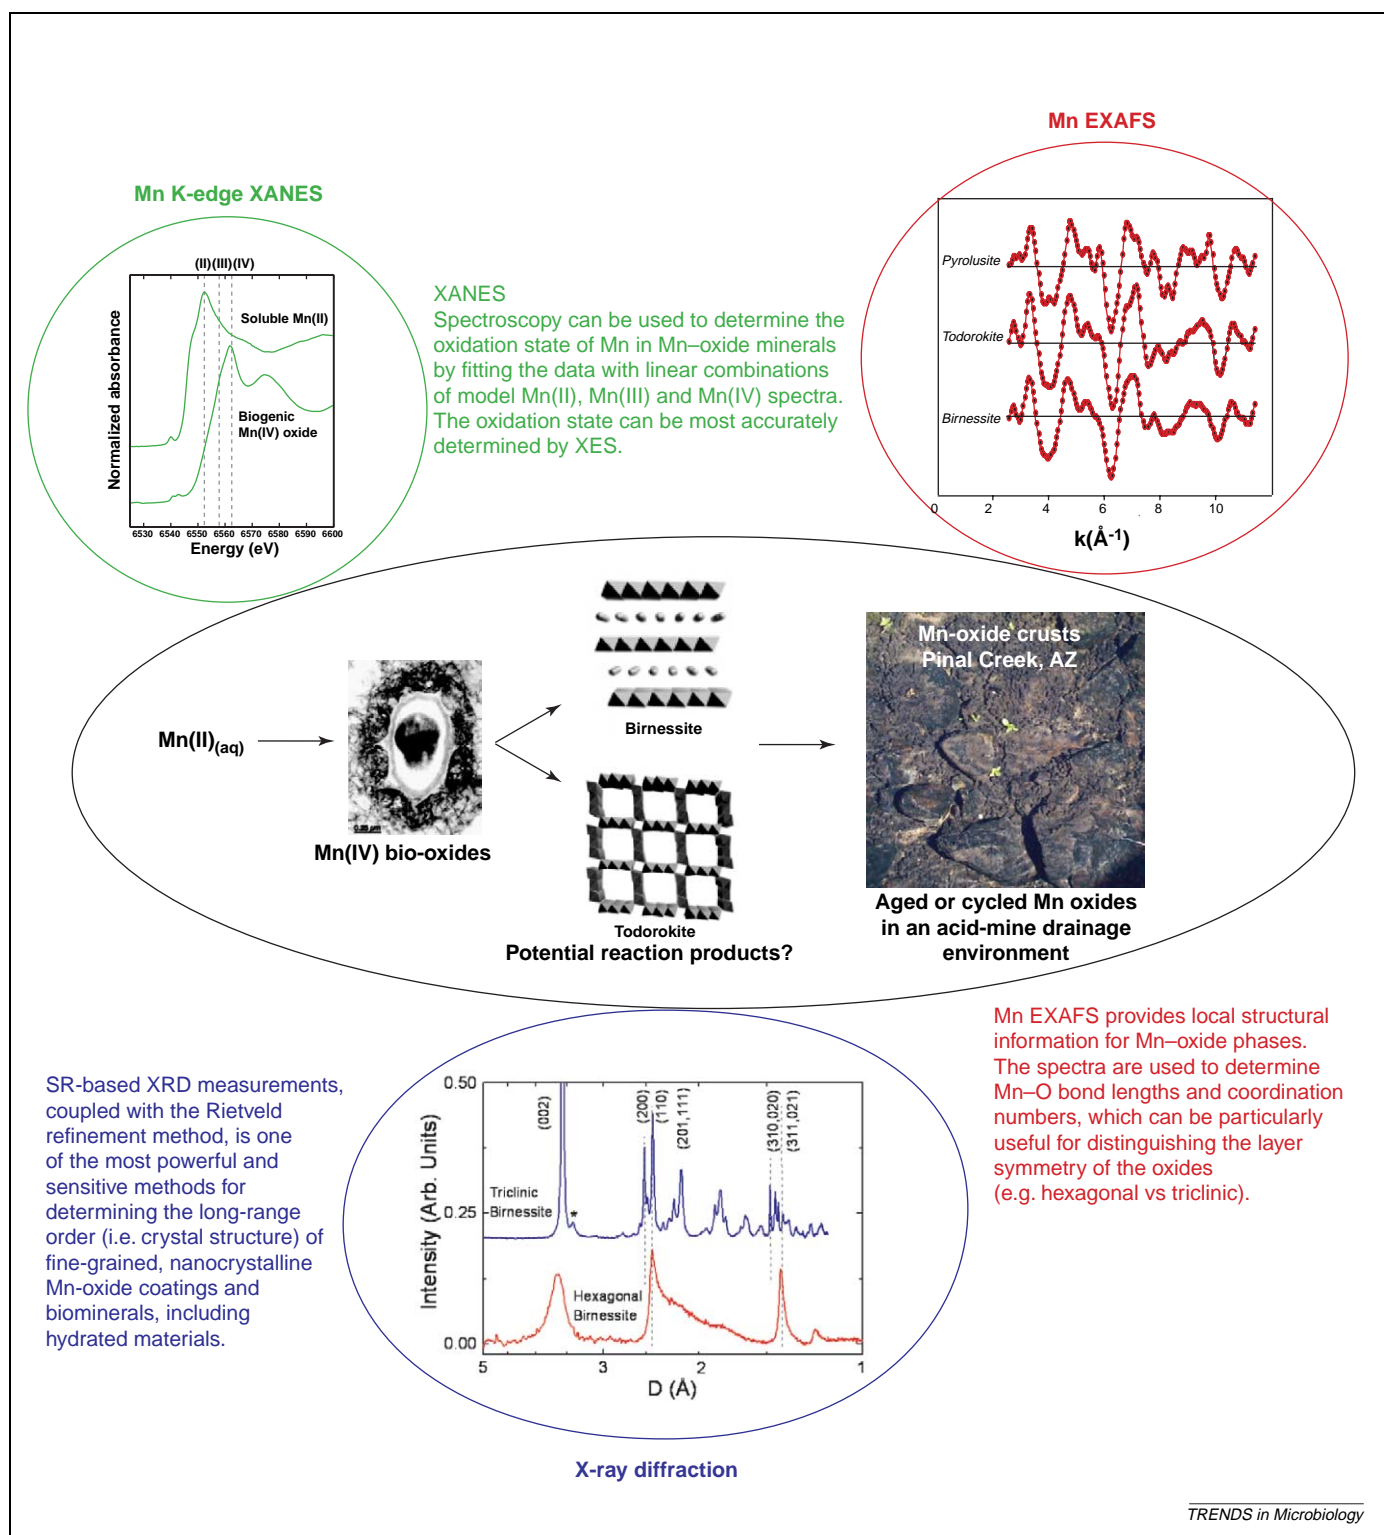 Mn EXAFS
Mn K-edge XANES
(II)(III)(IV)
Soluble Mn(II)
Biogenic
Mn(IV) oxide
Normalized absorbance
6530 6540 6550 6560 6570 6580 6590 6600
Energy (eV)
XANES
Spectroscopy can be used to determine the
oxidation state of Mn in Mn–oxide minerals
by fitting the data with linear combinations
of model Mn(II), Mn(III) and Mn(IV) spectra.
The oxidation state can be most accurately
determined by XES.
Pyrolusite
Todorokite
Birnessite
0 2 4 6 8 10
k(Å-1)
Mn(II)(aq)
0.25 µm
Mn(IV) bio-oxides
Birnessite
Todorokite
Potential reaction products?
Mn-oxide crusts
Pinal Creek, AZ
Aged or cycled Mn oxides
in an acid-mine drainage
environment
SR-based XRD measurements,
coupled with the Rietveld
refinement method, is one
of the most powerful and
sensitive methods for
determining the long-range
order (i.e. crystal structure) of
fine-grained, nanocrystalline
Mn-oxide coatings and
biominerals, including
hydrated materials.
Intensity (Arb. Units)
0.50
0.25
0.00
(002)
(200)
(110)
(201,111)
(310,020)
(311,021)
Triclinic
Birnessite
*
Hexagonal
Birnessite
5 3 2 1
D (Å)
X-ray diffraction
Mn EXAFS provides local structural
information for Mn–oxide phases.
The spectra are used to determine
Mn–O bond lengths and coordination
numbers, which can be particularly
useful for distinguishing the layer
symmetry of the oxides
(e.g. hexagonal vs triclinic).
TRENDS in Microbiology